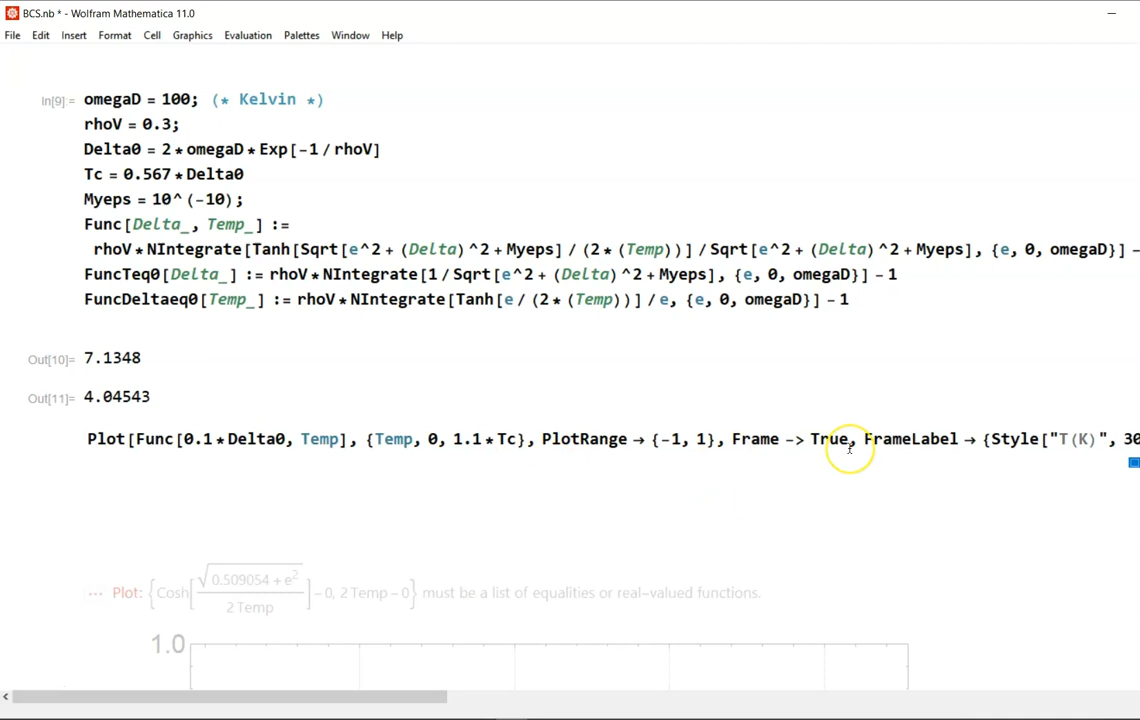 BCS.nb * - Wolfram Mathematica 11.0
File Edit Insert Format Cell Graphics Evaluation Palettes Window Help
In[9]:= omegaD = 100; (* Kelvin *)
rhoV = 0.3;
Delta0 = 2*omegaD*Exp[-1/rhoV]
Tc = 0.567*Delta0
Myeps = 10^(-10);
Func[Delta_, Temp_] :=
rhoV*NIntegrate[Tanh[Sqrt[e^2+(Delta)^2+Myeps]/(2*(Temp))]/Sqrt[e^2+(Delta)^2+Myeps], {e, 0, omegaD}] -
FuncTeq0[Delta_] := rhoV*NIntegrate[1/Sqrt[e^2+(Delta)^2+Myeps], {e, 0, omegaD}] -1
FuncDeltaeq0[Temp_] := rhoV*NIntegrate[Tanh[e/(2*(Temp))]/e, {e, 0, omegaD}] -1
Out[10]= 7.1348
Out[11]= 4.04543
Plot[Func[0.1*Delta0, Temp], {Temp, 0, 1.1*Tc}, PlotRange → {-1, 1}, Frame -> True, FrameLabel → {Style["T(K)", 30
... Plot: {Cosh[√(0.509054 + e²) / 2 Temp] - 0, 2 Temp - 0} must be a list of equalities or real-valued functions.
1.0